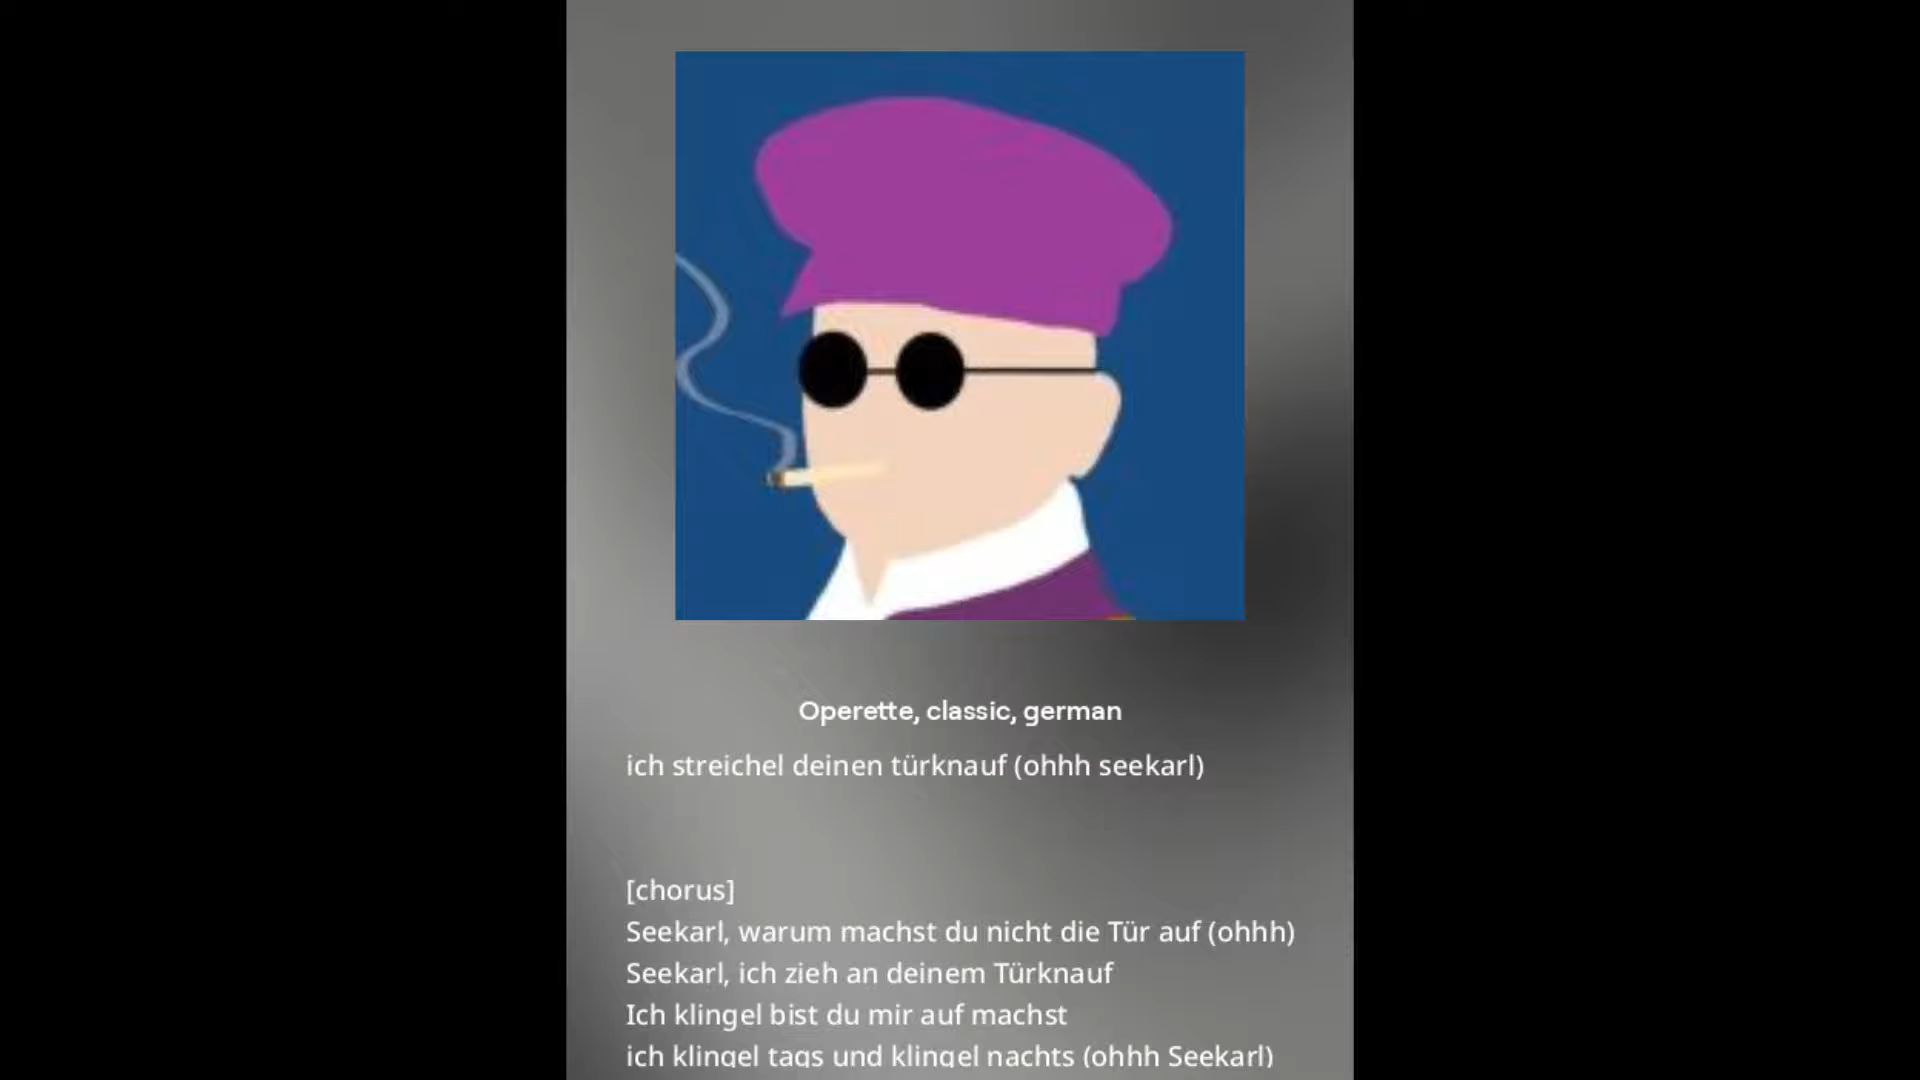 Operette, classic, german
ich streichel deinen türknauf (ohhh seekarl)
[chorus]
Seekarl, warum machst du nicht die Tür auf (ohhh)
Seekarl, ich zieh an deinem Türknauf
Ich klingel bist du mir auf machst
ich klingel tags und klingel nachts (ohhh Seekarl)